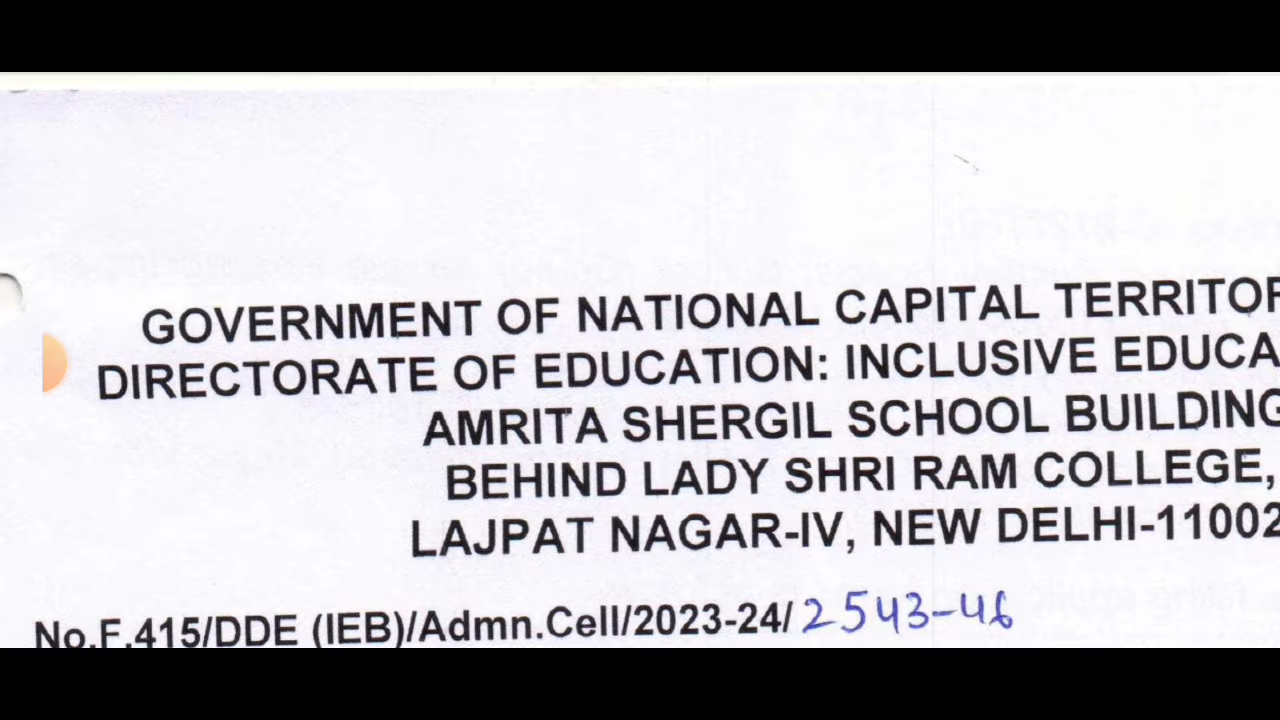 GOVERNMENT OF NATIONAL CAPITAL TERRITOR
DIRECTORATE OF EDUCATION: INCLUSIVE EDUCA
AMRITA SHERGIL SCHOOL BUILDING
BEHIND LADY SHRI RAM COLLEGE,
LAJPAT NAGAR-IV, NEW DELHI-11002
No.F.415/DDE (IEB)/Admn.Cell/2023-24/ 2543-46